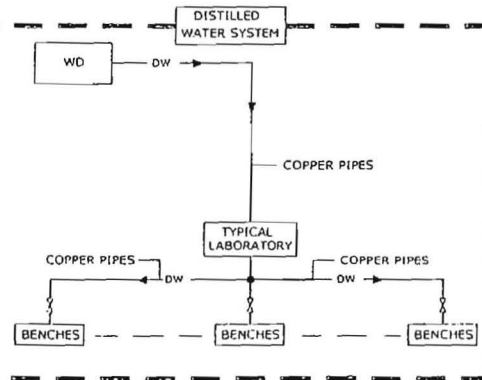 DISTILLED
WATER SYSTEM
WD
DW
COPPER PIPES
TYPICAL
LABORATORY
COPPER PIPES
COPPER PIPES
DW
DW
BENCHES
BENCHES
BENCHES